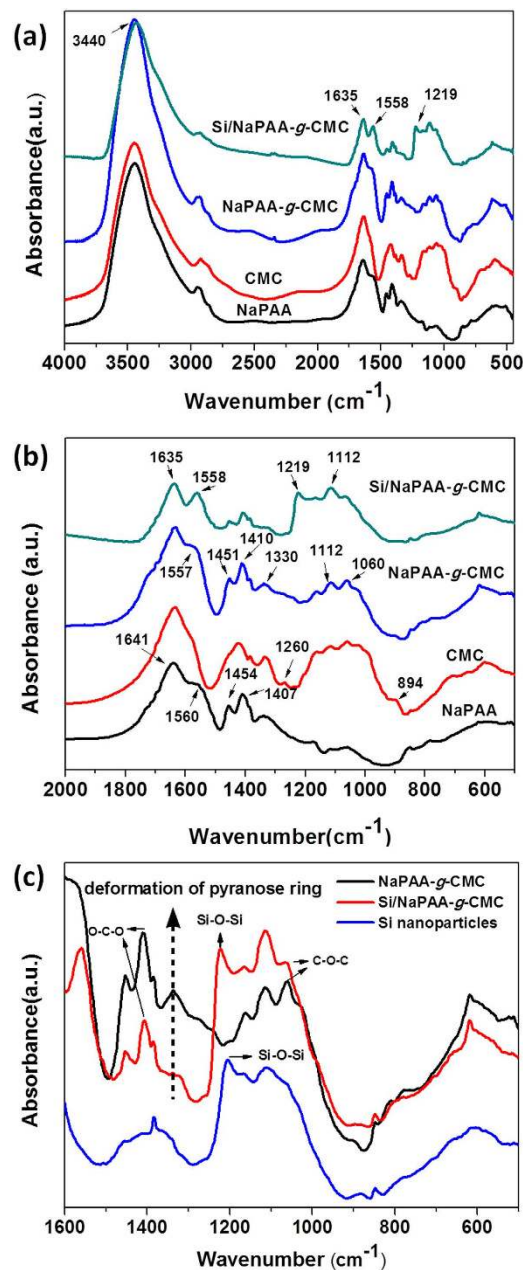 (a)
3440
1635
1558
1219
Si/NaPAA-g-CMC
NaPAA-g-CMC
CMC
NaPAA
Absorbance(a.u.)
4000 3500 3000 2500 2000 1500 1000 500
Wavenumber (cm-1)
(b)
1635
1558
1219
1112
Si/NaPAA-g-CMC
1557
1451
1410
1330
1112
1060
NaPAA-g-CMC
1641
1260
CMC
1560
1454
1407
894
NaPAA
Absorbance (a.u.)
2000 1800 1600 1400 1200 1000 800 600
Wavenumber(cm-1)
(c)
deformation of pyranose ring
NaPAA-g-CMC
Si/NaPAA-g-CMC
Si nanoparticles
O-C-O
Si-O-Si
C-O-C
Si-O-Si
Absorbance(a.u.)
1600 1400 1200 1000 800 600
Wavenumber (cm-1)